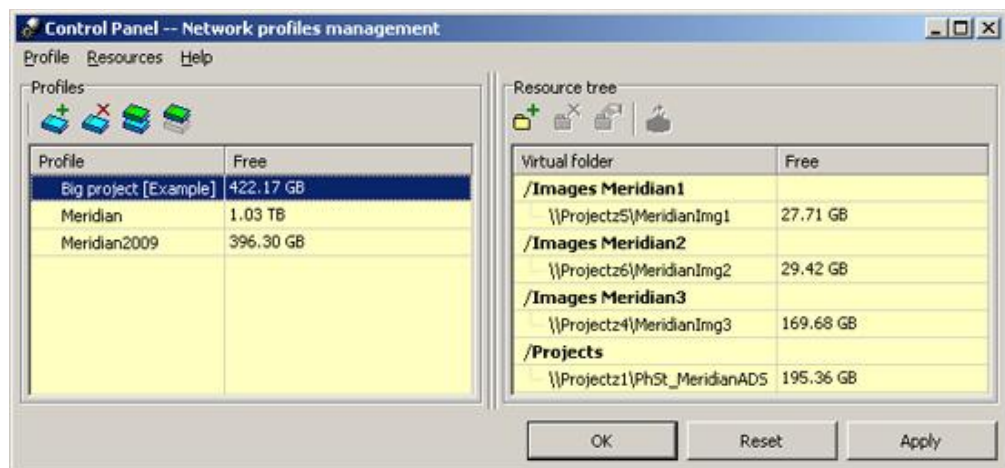 Control Panel -- Network profiles management
Profile Resources Help
Profiles
Profile Free
Big project [Example] 422.17 GB
Meridian 1.03 TB
Meridian2009 396.30 GB
Resource tree
Virtual folder Free
/Images Meridian1
\\Projectz5\MeridianImg1 27.71 GB
/Images Meridian2
\\Projectz6\MeridianImg2 29.42 GB
/Images Meridian3
\\Projectz4\MeridianImg3 169.68 GB
/Projects
\\Projectz1\PhSt_MeridianADS 195.36 GB
OK Reset Apply